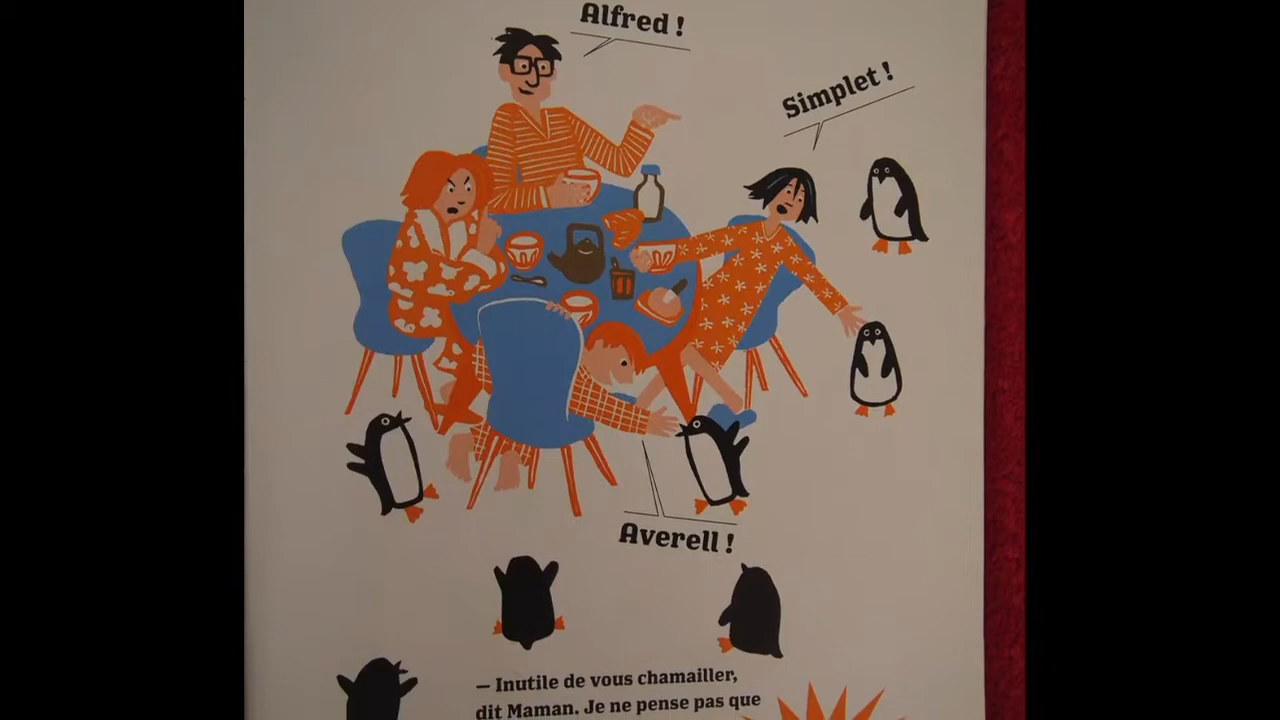 Alfred !
Simplet !
Averell !
— Inutile de vous chamailler,
dit Maman. Je ne pense pas que